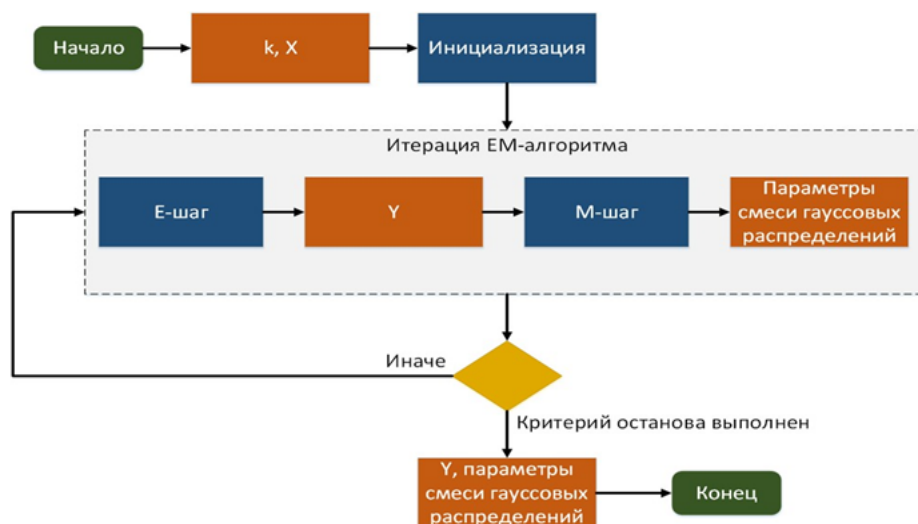 Начало
k, X
Инициализация
Итерация ЕМ-алгоритма
Е-шаг
Y
М-шаг
Параметры
смеси гауссовых
распределений
Иначе
Критерий останова выполнен
Y, параметры
смеси гауссовых
распределений
Конец